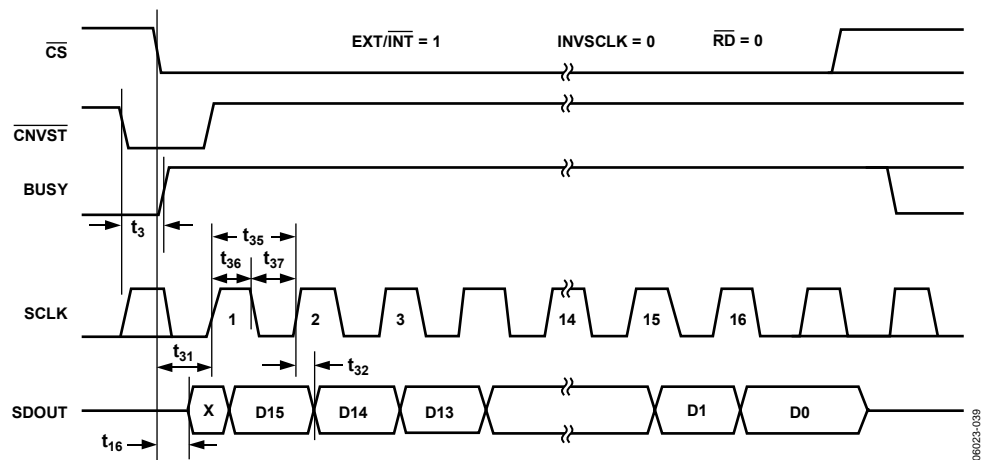 EXT/INT = 1 INVSCLK = 0 RD = 0
CS
CNVST
BUSY
t3
t35
t36 t37
SCLK
1 2 3 14 15 16
t31
t32
SDOUT
X D15 D14 D13 D1 D0
t16
06023-039